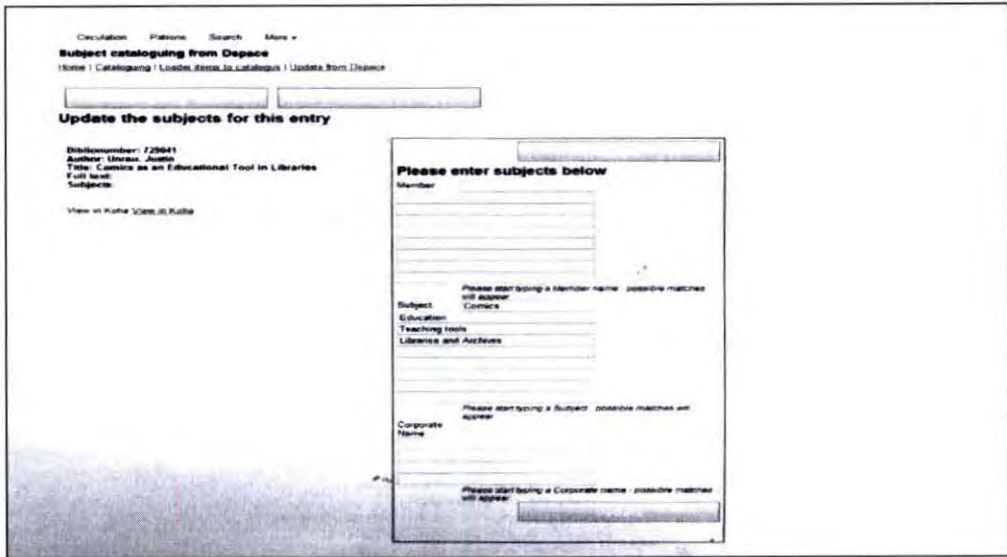 Circulation Patrons Search More
Subject cataloguing from Dspace
Home | Cataloguing | Loader items to catalogus | Update from Dspace
Update the subjects for this entry
Biblionumber: 729041
Author: Unrau, Justin
Title: Comics as an Educational Tool in Libraries
Full text:
Subjects:
View in Koha View in Koha
Please enter subjects below
Member
Please start typing a Member name - possible matches
will appear
Subject Comics
Education
Teaching tools
Libraries and Archives
Please start typing a Subject - possible matches will
appear
Corporate
Name
Please start typing a Corporate name - possible matches
will appear